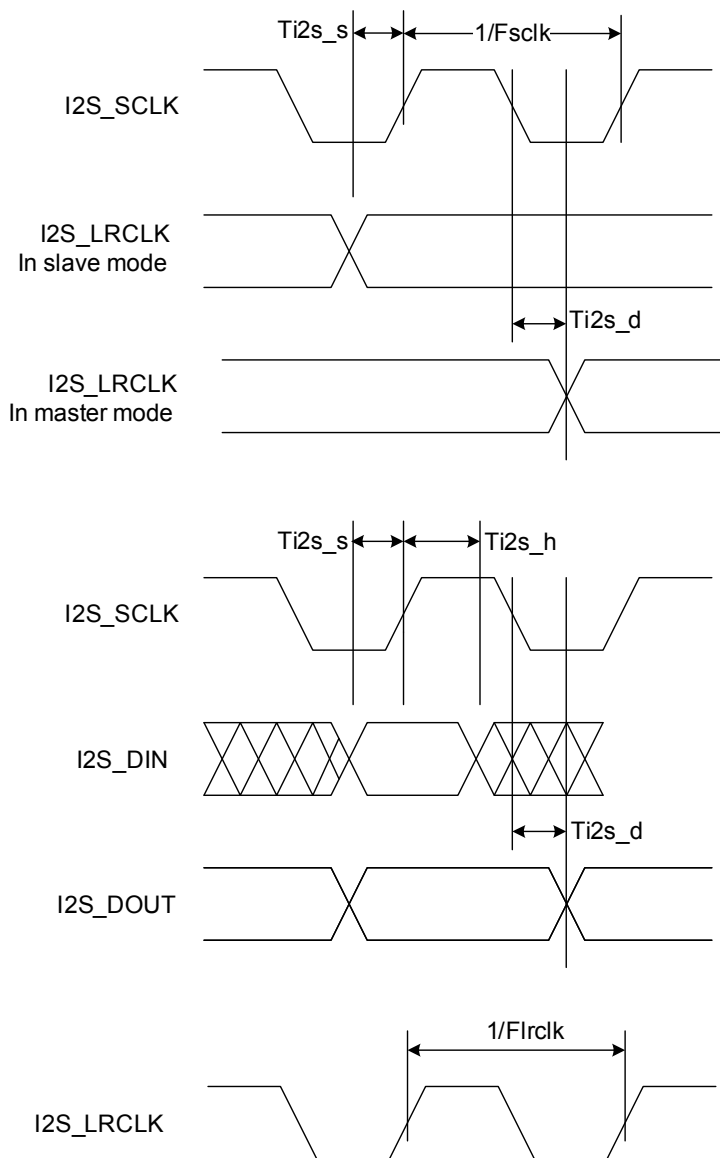 Ti2s_s
1/Fsclk
I2S_SCLK
I2S_LRCLK
In slave mode
Ti2s_d
I2S_LRCLK
In master mode
Ti2s_s
Ti2s_h
I2S_SCLK
I2S_DIN
Ti2s_d
I2S_DOUT
1/Flrclk
I2S_LRCLK